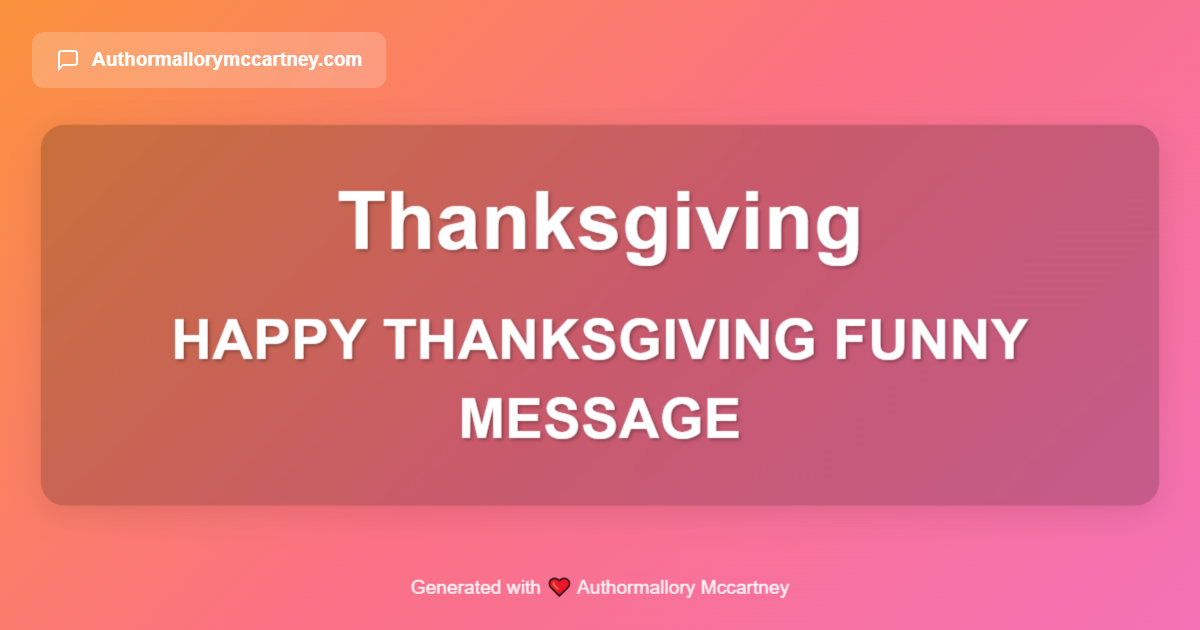 Authormallorymccartney.com
Thanksgiving
HAPPY THANKSGIVING FUNNY
MESSAGE
Generated with ❤️ Authormallory Mccartney